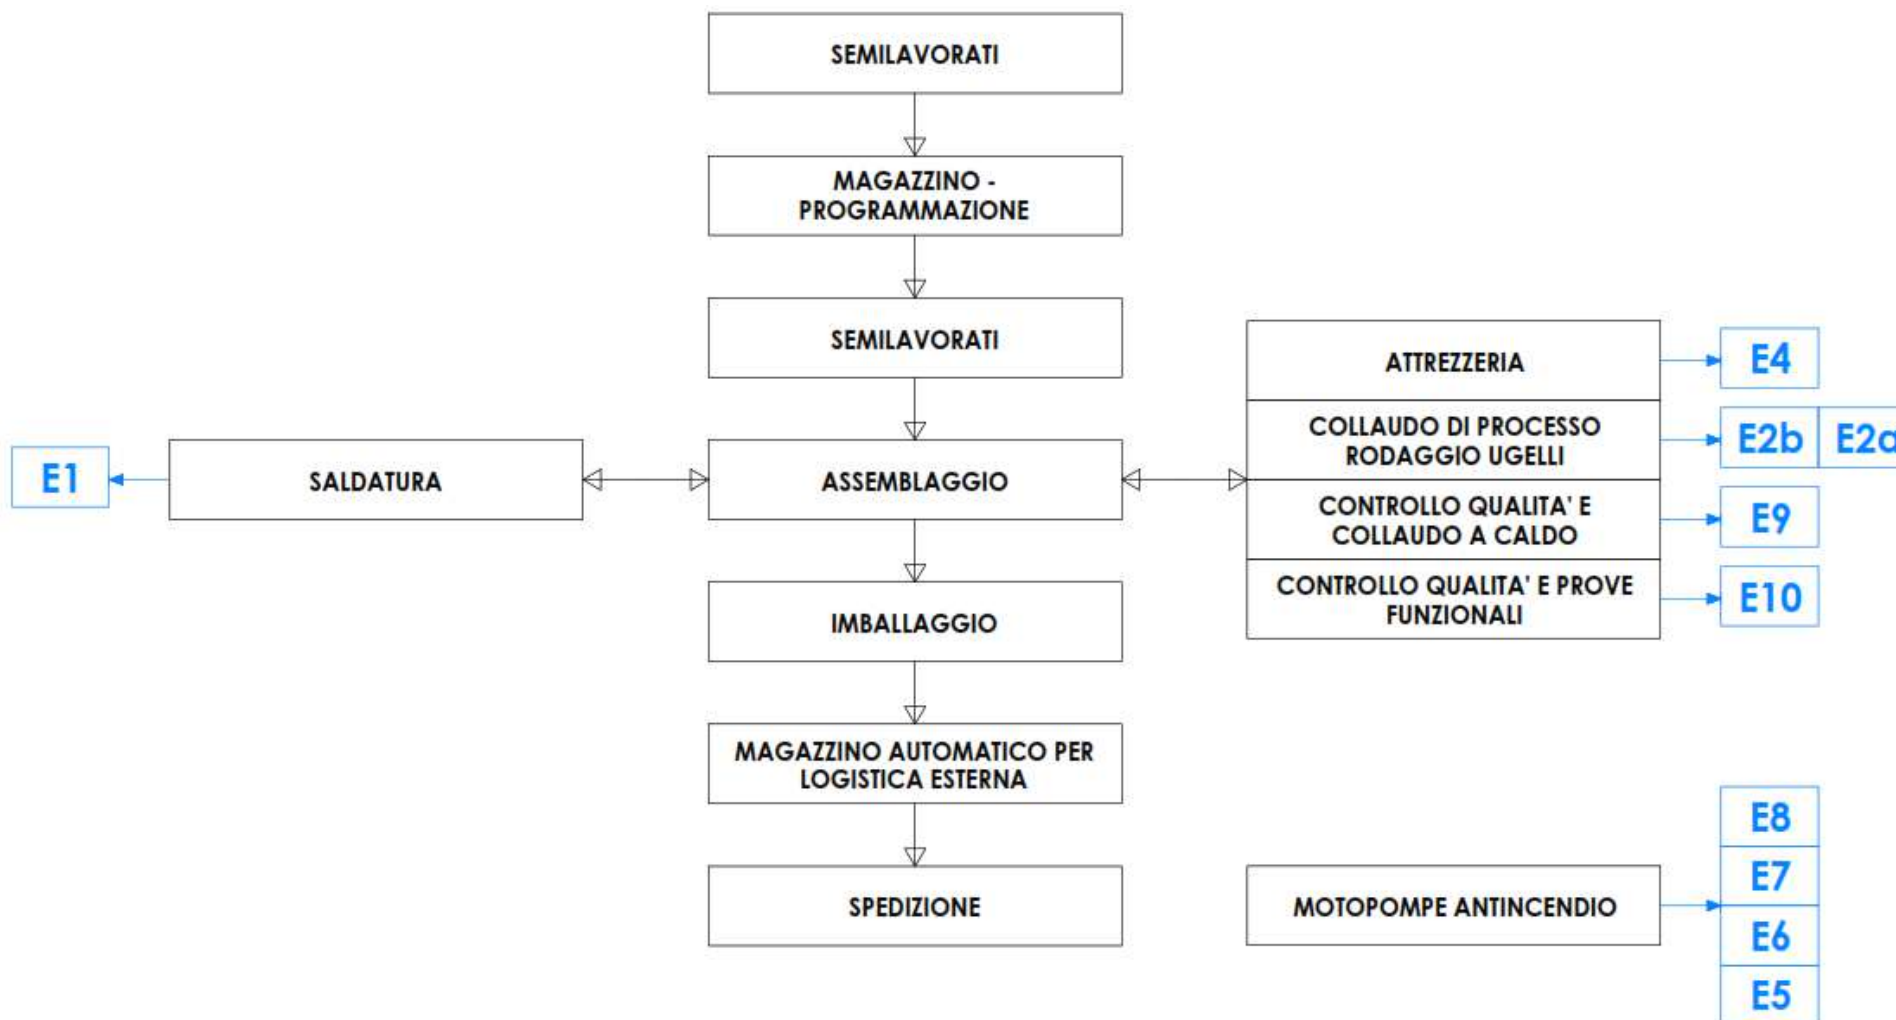 SEMILAVORATI
MAGAZZINO -
PROGRAMMAZIONE
SEMILAVORATI
ATTREZZERIA
E4
COLLAUDO DI PROCESSO
RODAGGIO UGELLI
E2b
E2a
E1
SALDATURA
ASSEMBLAGGIO
CONTROLLO QUALITA' E
COLLAUDO A CALDO
E9
CONTROLLO QUALITA' E PROVE
FUNZIONALI
E10
IMBALLAGGIO
MAGAZZINO AUTOMATICO PER
LOGISTICA ESTERNA
SPEDIZIONE
MOTOPOMPE ANTINCENDIO
E8
E7
E6
E5